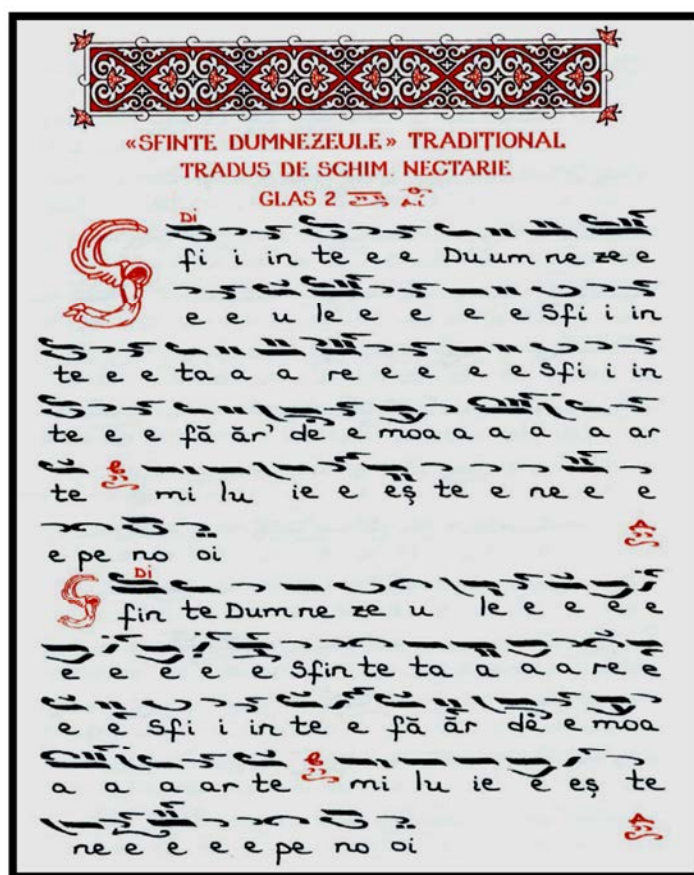 «SFINTE DUMNEZEULE» TRADIȚIONAL
TRADUS DE SCHIM. NECTARIE
GLAS 2
Di
S fi i in te e e Du um ne ze e
e e u le e e e e Sfi i in
te e e ta a a re e e e e Sfi i in
te e e fă ăr' de e moa a a a a ar
te mi lu ie e eș te e ne e e
e pe no oi
Di
S fin te Dum ne ze u le e e e e
e e e e e Sfin te ta a a a re e
e e Sfi i in te e fă ăr de e moa
a a a ar te mi lu ie e eș te
ne e e e e pe no oi